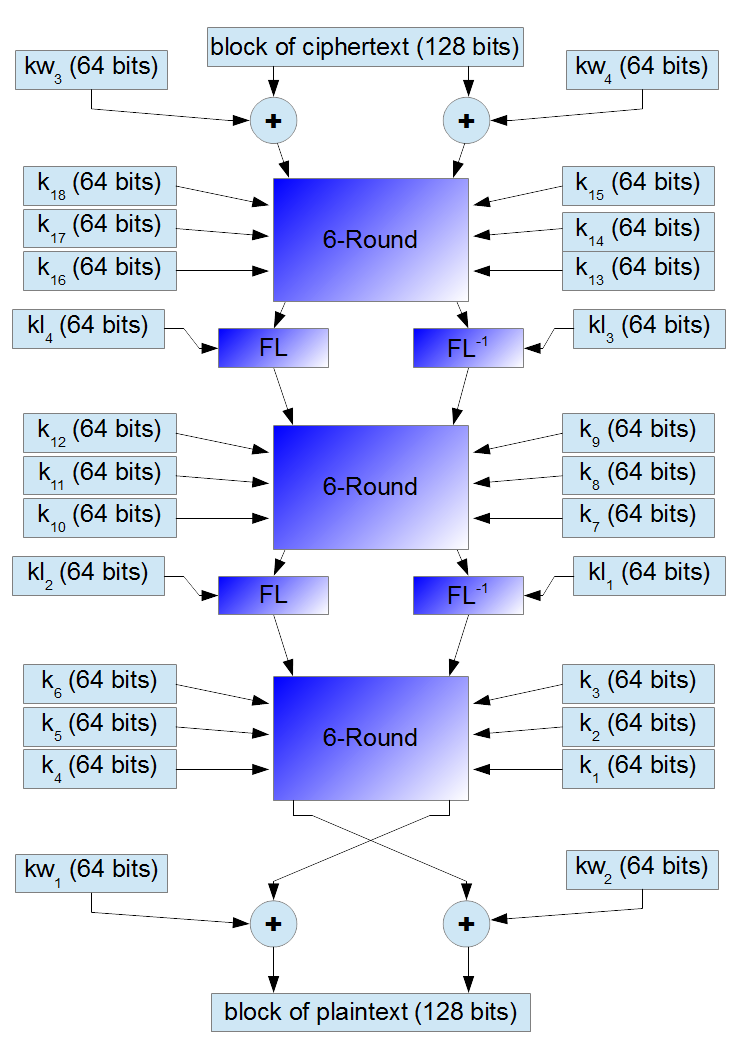 block of ciphertext (128 bits)
kw3 (64 bits)
kw4 (64 bits)
+
+
k18 (64 bits)
k15 (64 bits)
k17 (64 bits)
6-Round
k14 (64 bits)
k16 (64 bits)
k13 (64 bits)
kl4 (64 bits)
FL
FL-1
kl3 (64 bits)
k12 (64 bits)
k9 (64 bits)
k11 (64 bits)
6-Round
k8 (64 bits)
k10 (64 bits)
k7 (64 bits)
kl2 (64 bits)
FL
FL-1
kl1 (64 bits)
k6 (64 bits)
k3 (64 bits)
k5 (64 bits)
6-Round
k2 (64 bits)
k4 (64 bits)
k1 (64 bits)
kw1 (64 bits)
kw2 (64 bits)
+
+
block of plaintext (128 bits)